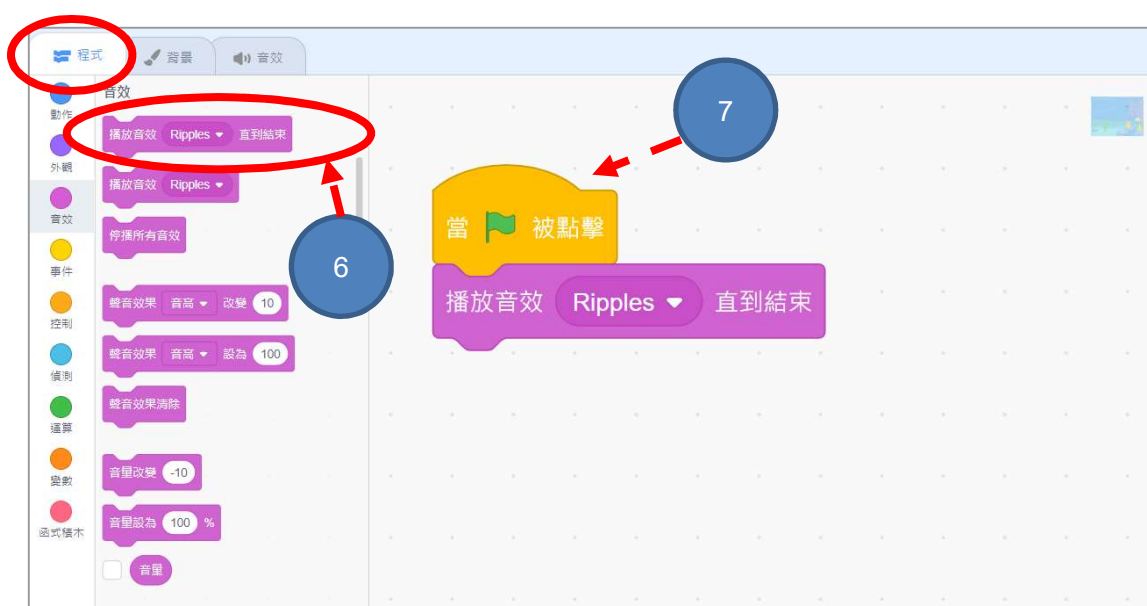 程式 背景 音效
動作
外觀
音效
事件
控制
偵測
運算
變數
函式積木
音效
播放音效 Ripples 直到結束
播放音效 Ripples
停播所有音效
聲音效果 音高 改變 10
聲音效果 音高 設為 100
聲音效果清除
音量改變 -10
音量設為 100 %
音量
6
7
當 被點擊
播放音效 Ripples 直到結束